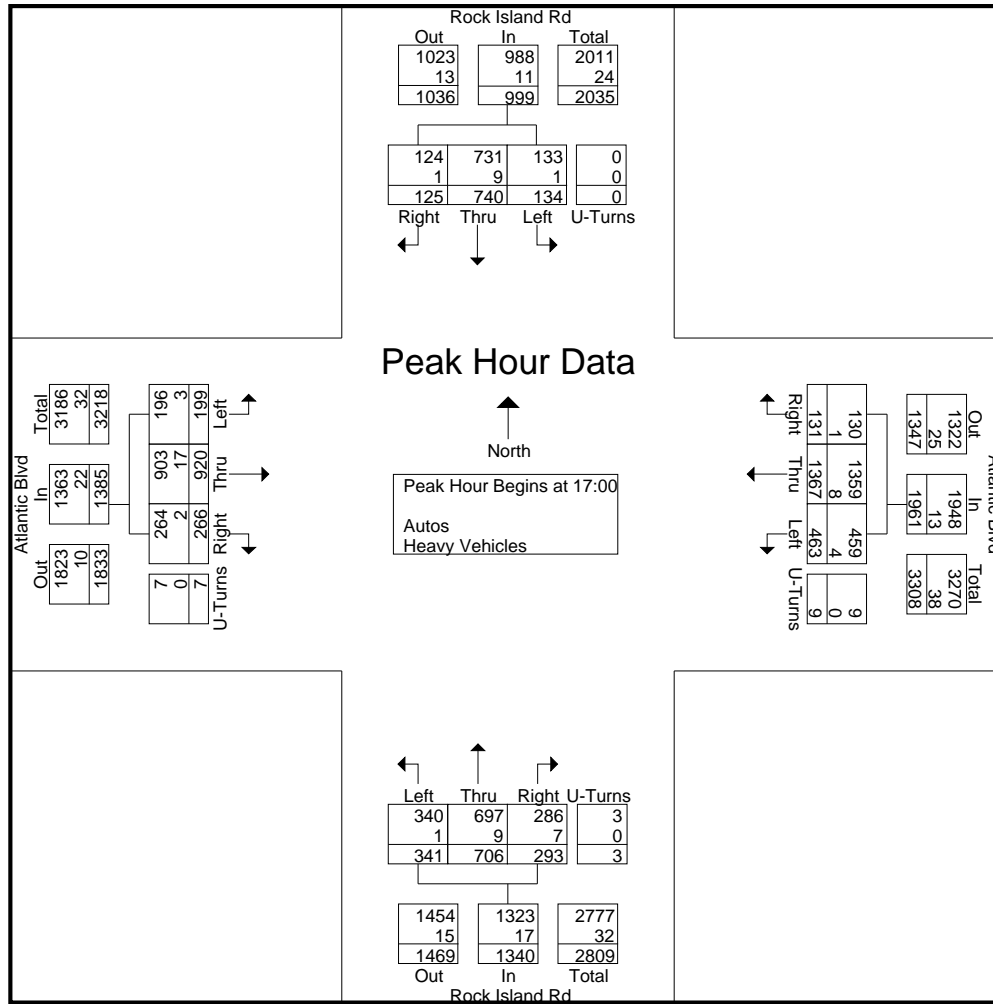 Rock Island Rd
Out In Total
1023 988 2011
13 11 24
1036 999 2035
124 731 133 0
1 9 1 0
125 740 134 0
Right Thru Left U-Turns
Peak Hour Data
North
Peak Hour Begins at 17:00
Autos
Heavy Vehicles
Atlantic Blvd
Total In Out
3186 1363 1823
32 22 10
3218 1385 1833
196 903 264 7
3 17 2 0
199 920 266 7
Left Thru Right U-Turns
Atlantic Blvd
Out In Total
1322 1948 3270
25 13 38
1347 1961 3308
130 1359 459 9
1 8 4 0
131 1367 463 9
Right Thru Left U-Turns
Left Thru Right U-Turns
340 697 286 3
1 9 7 0
341 706 293 3
1454 1323 2777
15 17 32
1469 1340 2809
Out In Total
Rock Island Rd